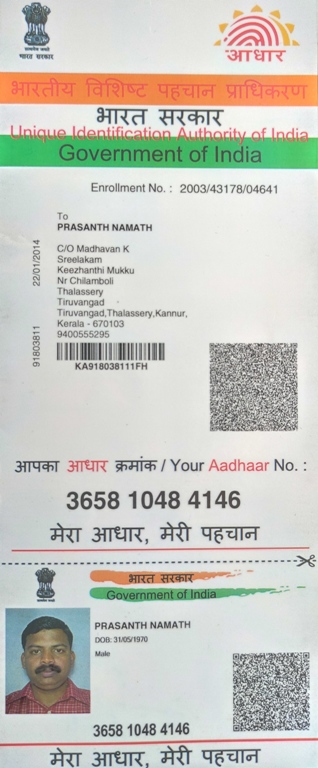 सत्यमेव जयते
भारत सरकार
आधार
भारतीय विशिष्ट पहचान प्राधिकरण
भारत सरकार
Unique Identification Authority of India
Government of India
Enrollment No. : 2003/43178/04641
To
PRASANTH NAMATH
C/O Madhavan K
Sreelakam
Keezhanthi Mukku
Nr Chilamboli
Thalassery
Tiruvangad
Tiruvangad,Thalassery,Kannur,
Kerala - 670103
9400555295
22/01/2014
91803811
KA918038111FH
आपका आधार क्रमांक / Your Aadhaar No. :
3658 1048 4146
मेरा आधार, मेरी पहचान
भारत सरकार
Government of India
PRASANTH NAMATH
DOB: 31/05/1970
Male
3658 1048 4146
मेरा आधार, मेरी पहचान